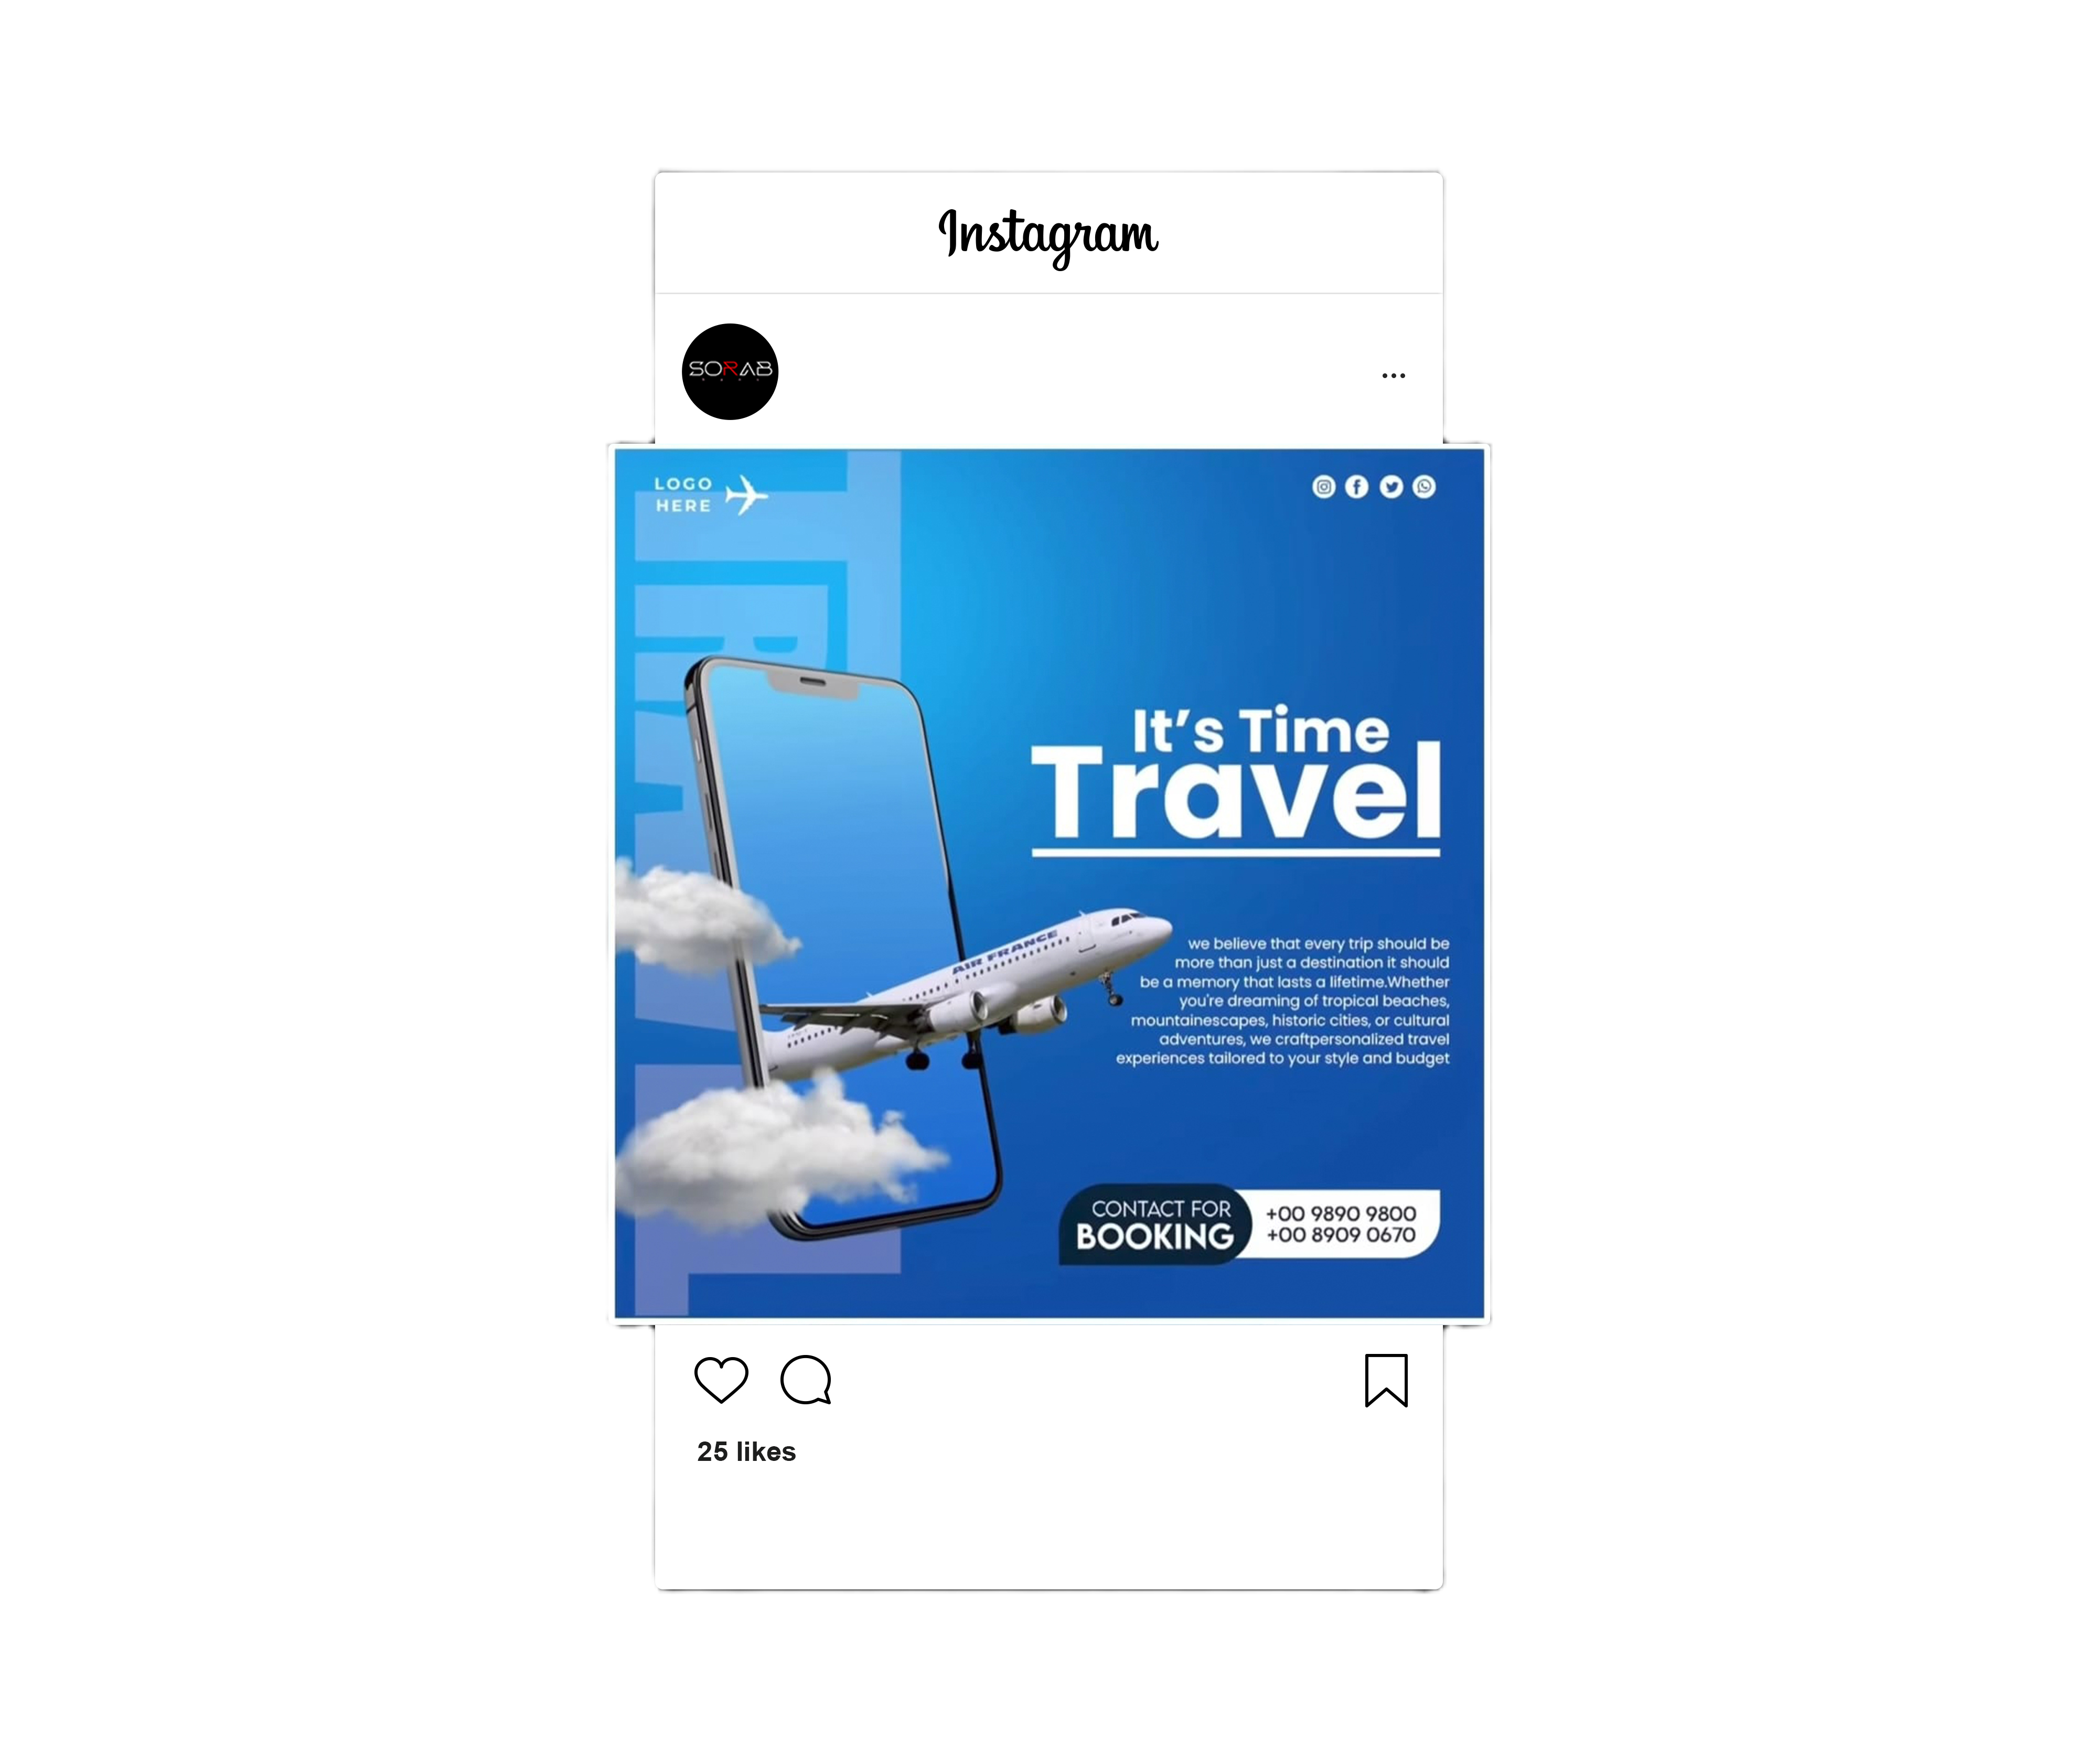 Instagram
SORAB
...
LOGO
HERE
TRAVEL
It's Time
Travel
AIR FRANCE
we believe that every trip should be
more than just a destination it should
be a memory that lasts a lifetime.Whether
you're dreaming of tropical beaches,
mountainescapes, historic cities, or cultural
adventures, we craftpersonalized travel
experiences tailored to your style and budget
CONTACT FOR
BOOKING
+00 9890 9800
+00 8909 0670
25 likes